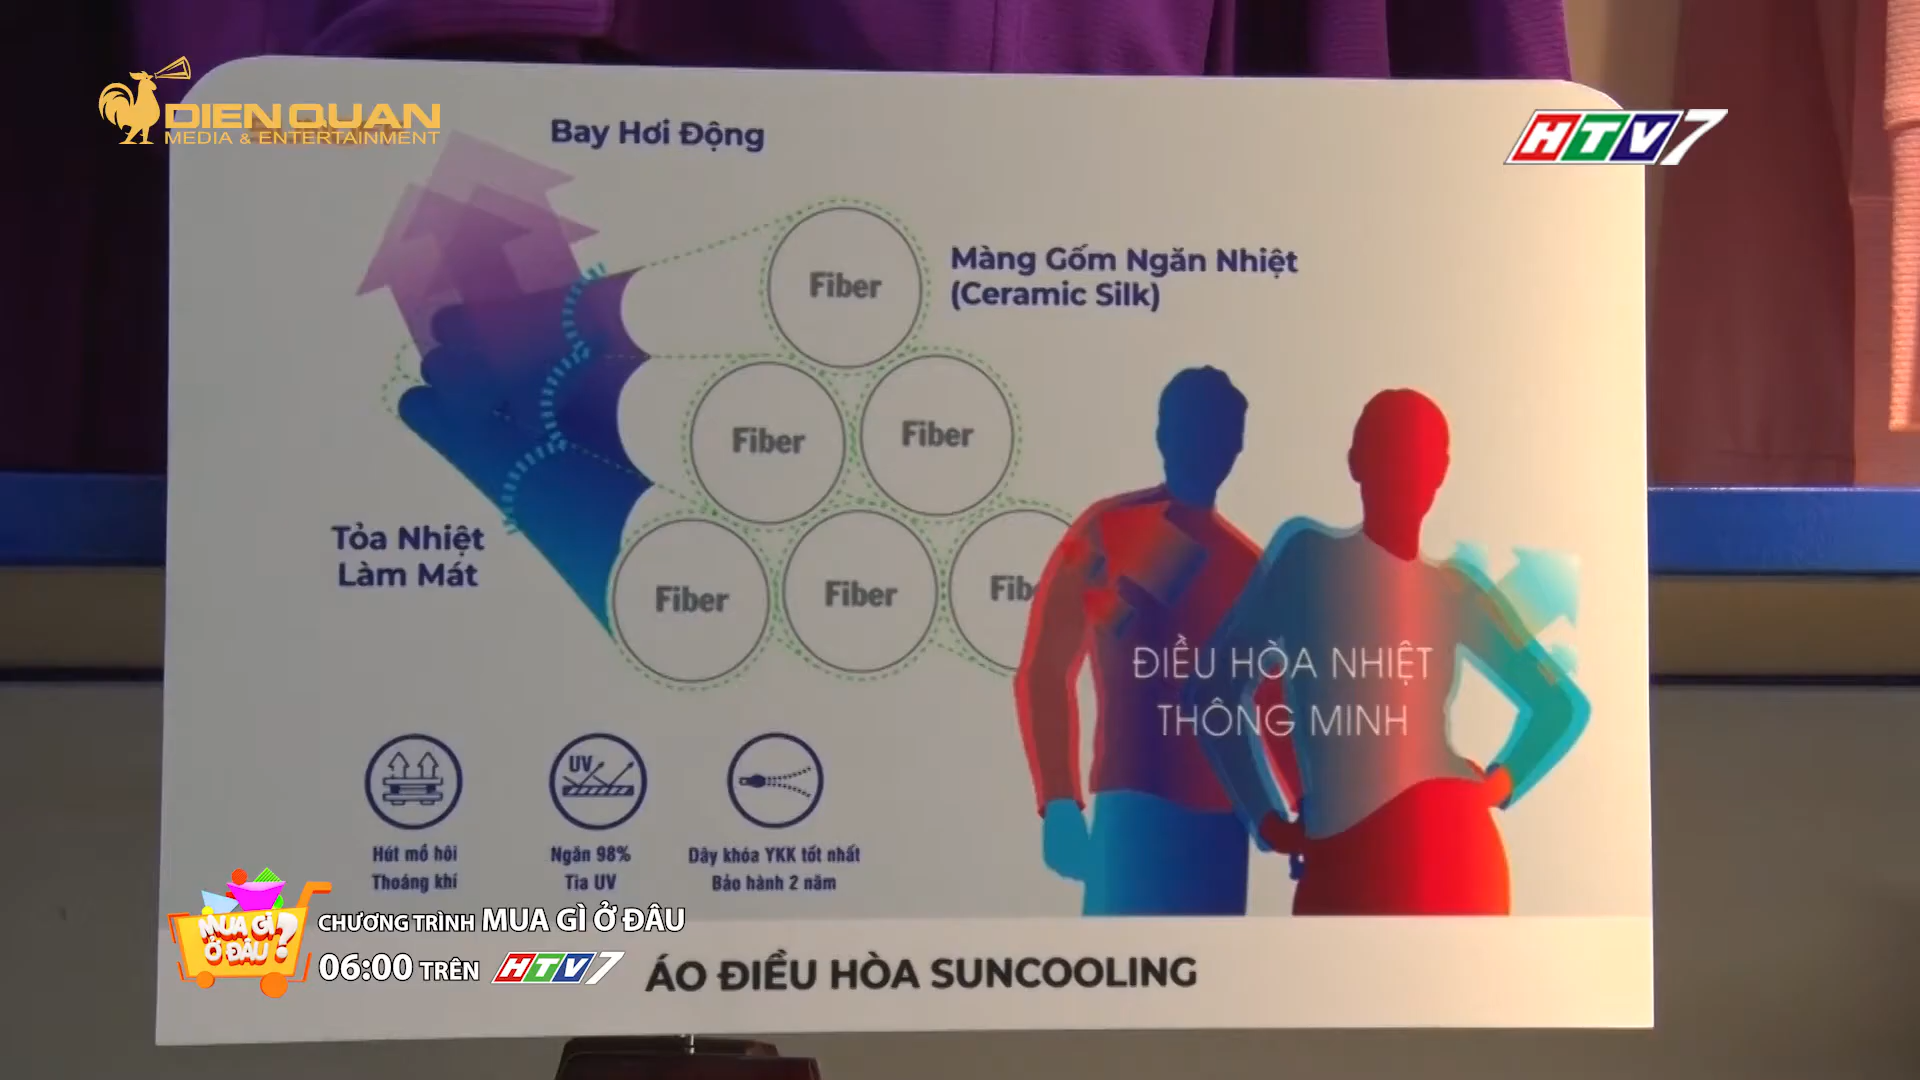 DIEN QUAN
MEDIA & ENTERTAINMENT
HTV7
Bay Hơi Động
Fiber
Màng Gốm Ngăn Nhiệt
(Ceramic Silk)
Fiber
Fiber
Tỏa Nhiệt
Làm Mát
Fiber
Fiber
Fib
ĐIỀU HÒA NHIỆT
THÔNG MINH
UV
Hút mồ hôi
Thoáng khí
Ngăn 98%
Tia UV
Dây khóa YKK tốt nhất
Bảo hành 2 năm
MUA GÌ
Ở ĐÂU?
CHƯƠNG TRÌNH MUA GÌ Ở ĐÂU
06:00 TRÊN HTV7
ÁO ĐIỀU HÒA SUNCOOLING